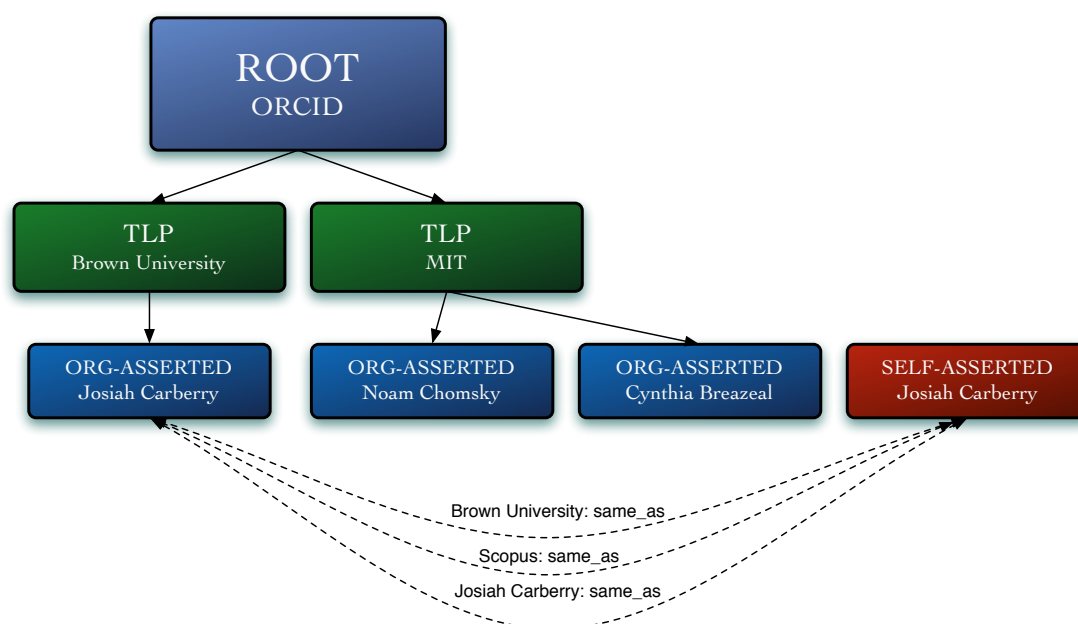 ROOT
ORCID
TLP
Brown University
TLP
MIT
ORG-ASSERTED
Josiah Carberry
ORG-ASSERTED
Noam Chomsky
ORG-ASSERTED
Cynthia Breazeal
SELF-ASSERTED
Josiah Carberry
Brown University: same_as
Scopus: same_as
Josiah Carberry: same_as